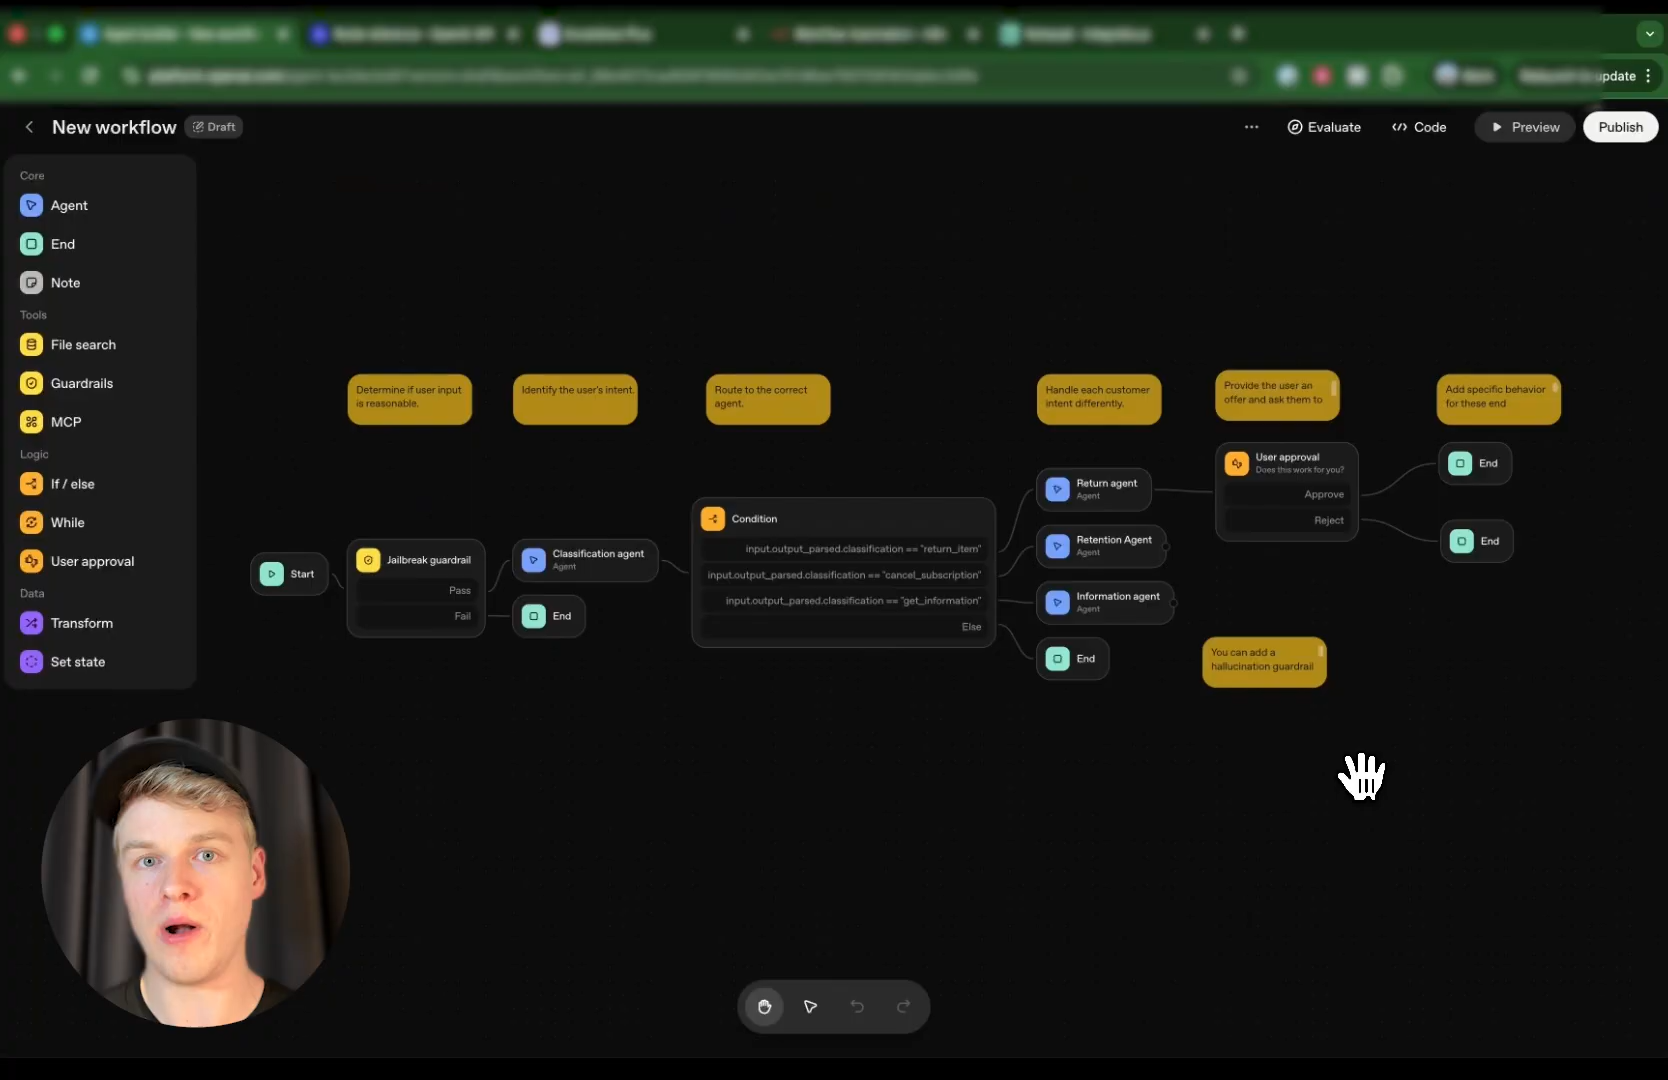 update
New workflow
Draft
Evaluate
Code
Preview
Publish
Core
Agent
End
Note
Tools
File search
Guardrails
MCP
Logic
If / else
While
User approval
Data
Transform
Set state
Determine if user input
is reasonable.
Identify the user's intent.
Route to the correct
agent.
Handle each customer
intent differently.
Provide the user an
offer and ask them to
Add specific behavior
for these end
Start
Jailbreak guardrail
Pass
Fail
Classification agent
Agent
End
Condition
input.output_parsed.classification == "return_item"
input.output_parsed.classification == "cancel_subscription"
input.output_parsed.classification == "get_information"
Else
Return agent
Agent
Retention Agent
Agent
Information agent
Agent
End
User approval
Does this work for you?
Approve
Reject
End
End
You can add a
hallucination guardrail